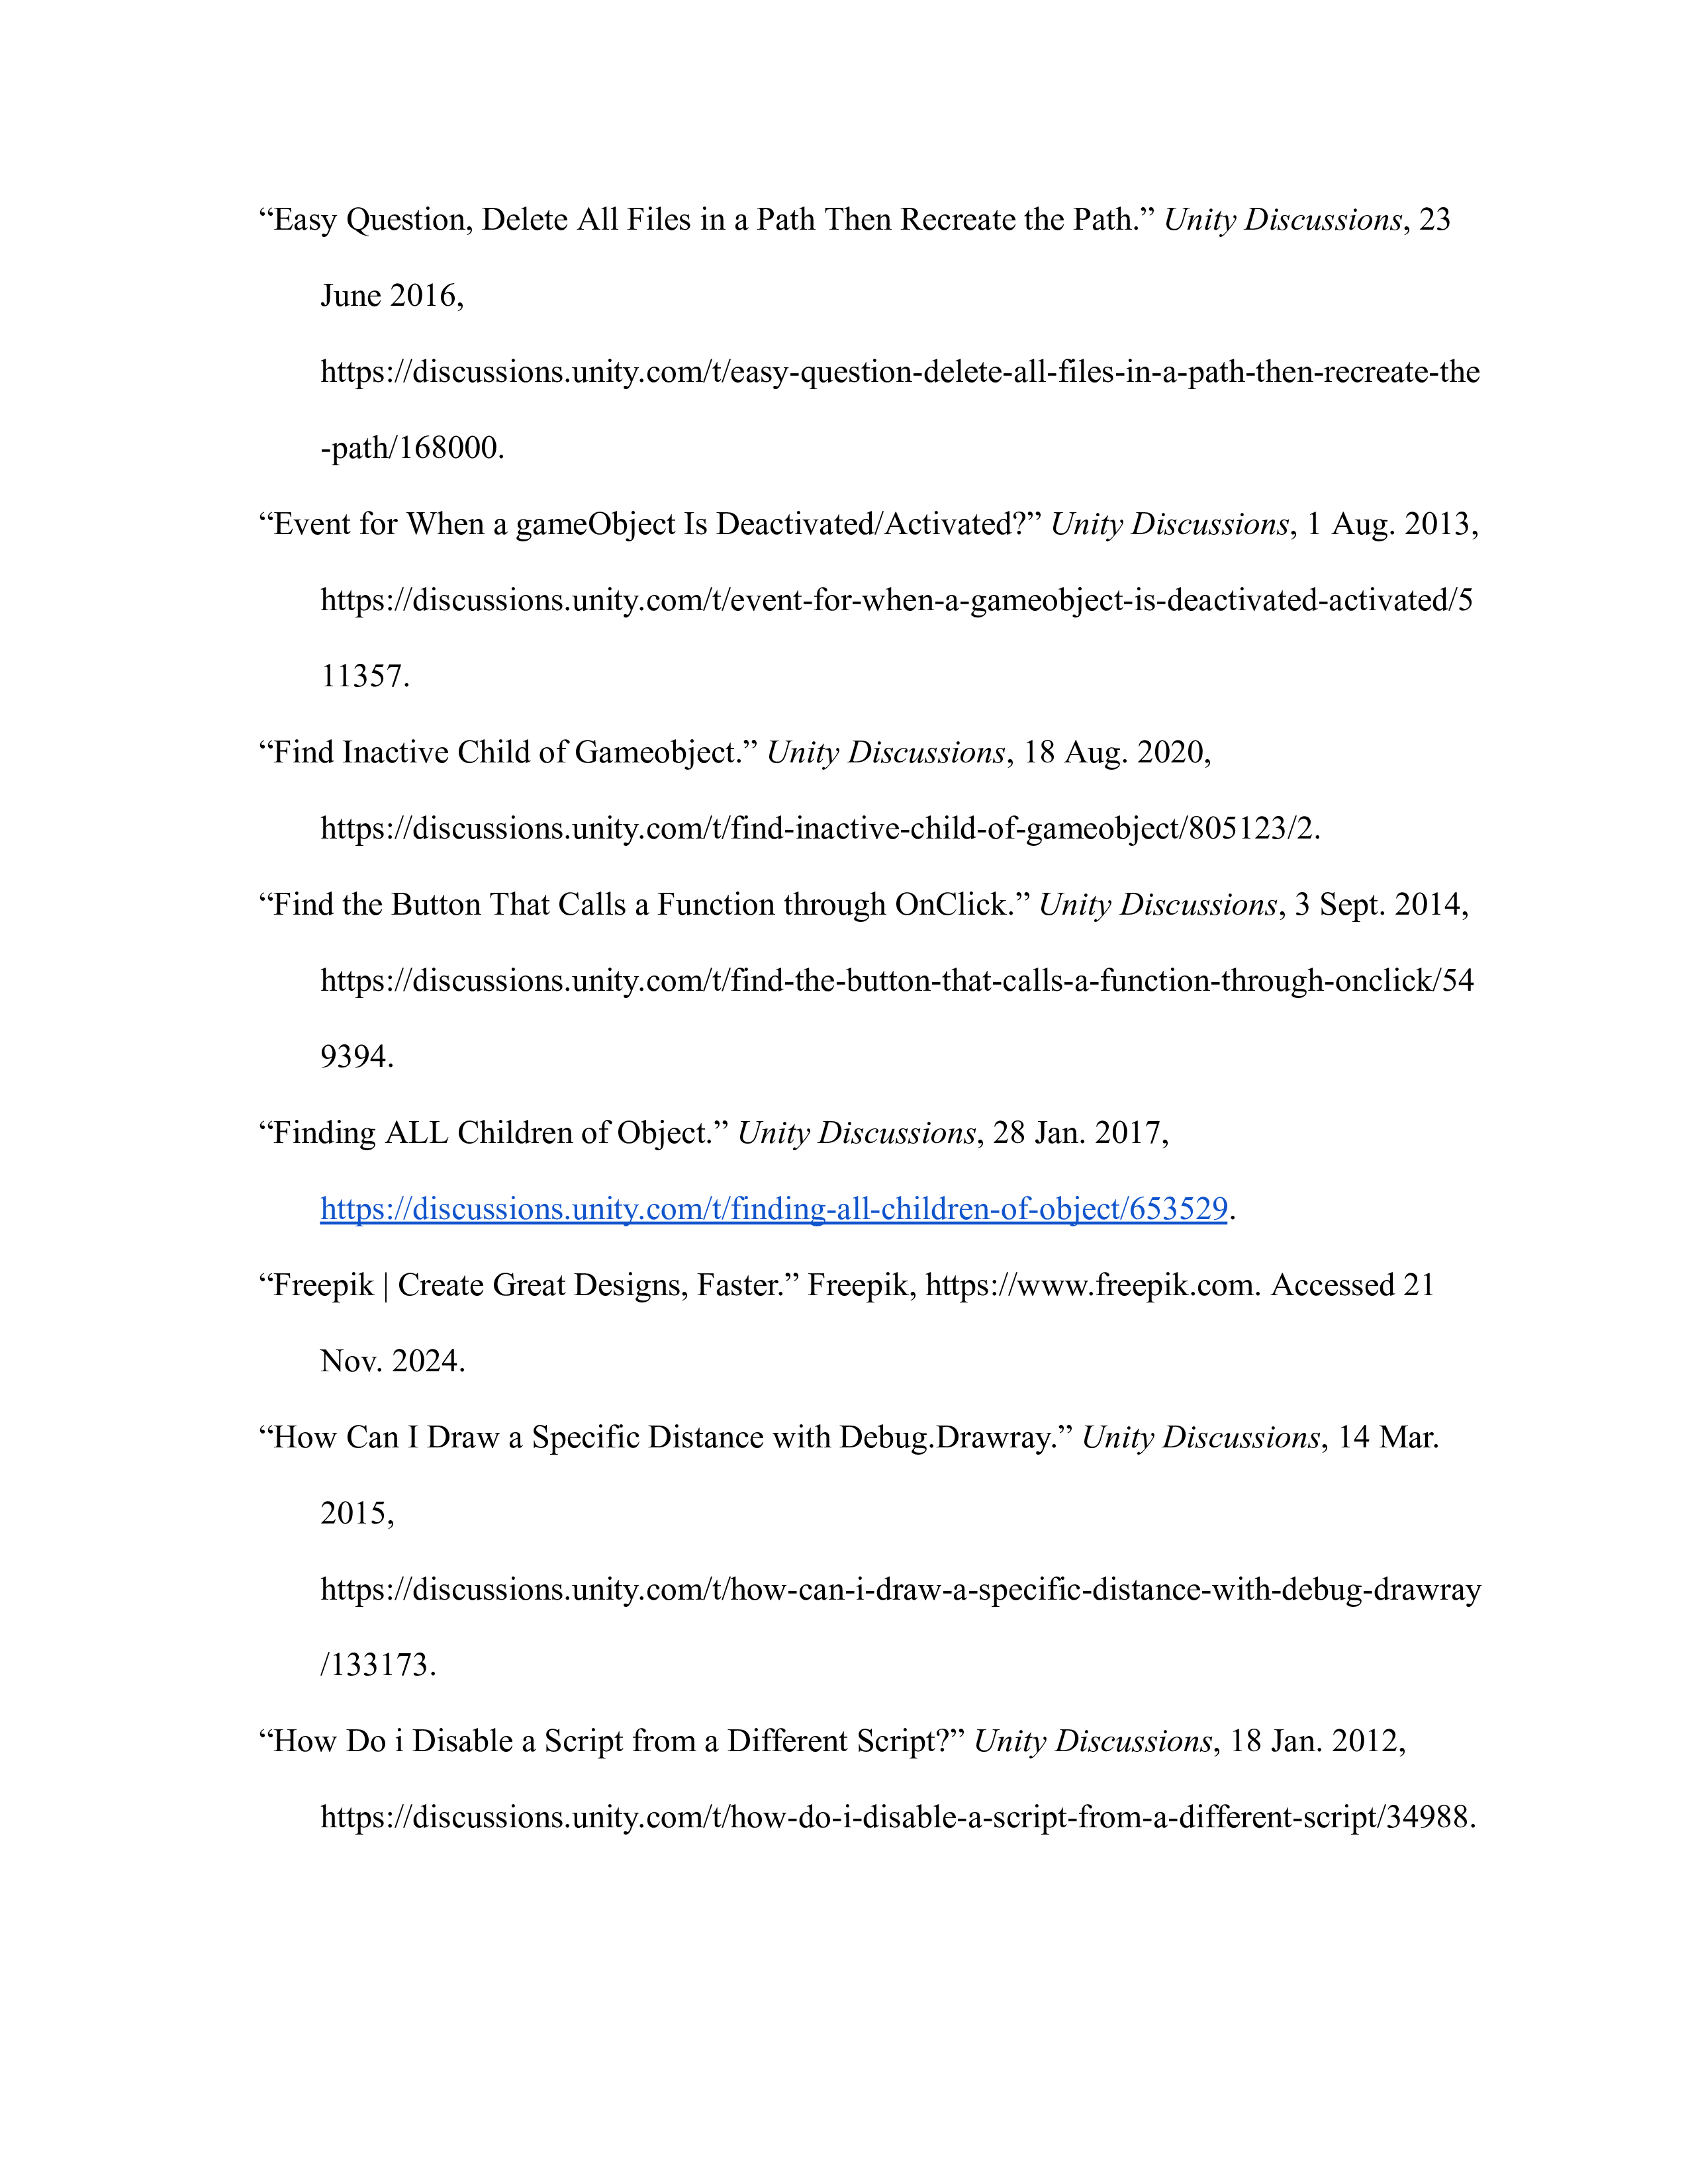 “Easy Question, Delete All Files in a Path Then Recreate the Path.” Unity Discussions, 23
June 2016,
https://discussions.unity.com/t/easy-question-delete-all-files-in-a-path-then-recreate-the
-path/168000.
“Event for When a gameObject Is Deactivated/Activated?” Unity Discussions, 1 Aug. 2013,
https://discussions.unity.com/t/event-for-when-a-gameobject-is-deactivated-activated/5
11357.
“Find Inactive Child of Gameobject.” Unity Discussions, 18 Aug. 2020,
https://discussions.unity.com/t/find-inactive-child-of-gameobject/805123/2.
“Find the Button That Calls a Function through OnClick.” Unity Discussions, 3 Sept. 2014,
https://discussions.unity.com/t/find-the-button-that-calls-a-function-through-onclick/54
9394.
“Finding ALL Children of Object.” Unity Discussions, 28 Jan. 2017,
https://discussions.unity.com/t/finding-all-children-of-object/653529.
“Freepik | Create Great Designs, Faster.” Freepik, https://www.freepik.com. Accessed 21
Nov. 2024.
“How Can I Draw a Specific Distance with Debug.Drawray.” Unity Discussions, 14 Mar.
2015,
https://discussions.unity.com/t/how-can-i-draw-a-specific-distance-with-debug-drawray
/133173.
“How Do i Disable a Script from a Different Script?” Unity Discussions, 18 Jan. 2012,
https://discussions.unity.com/t/how-do-i-disable-a-script-from-a-different-script/34988.